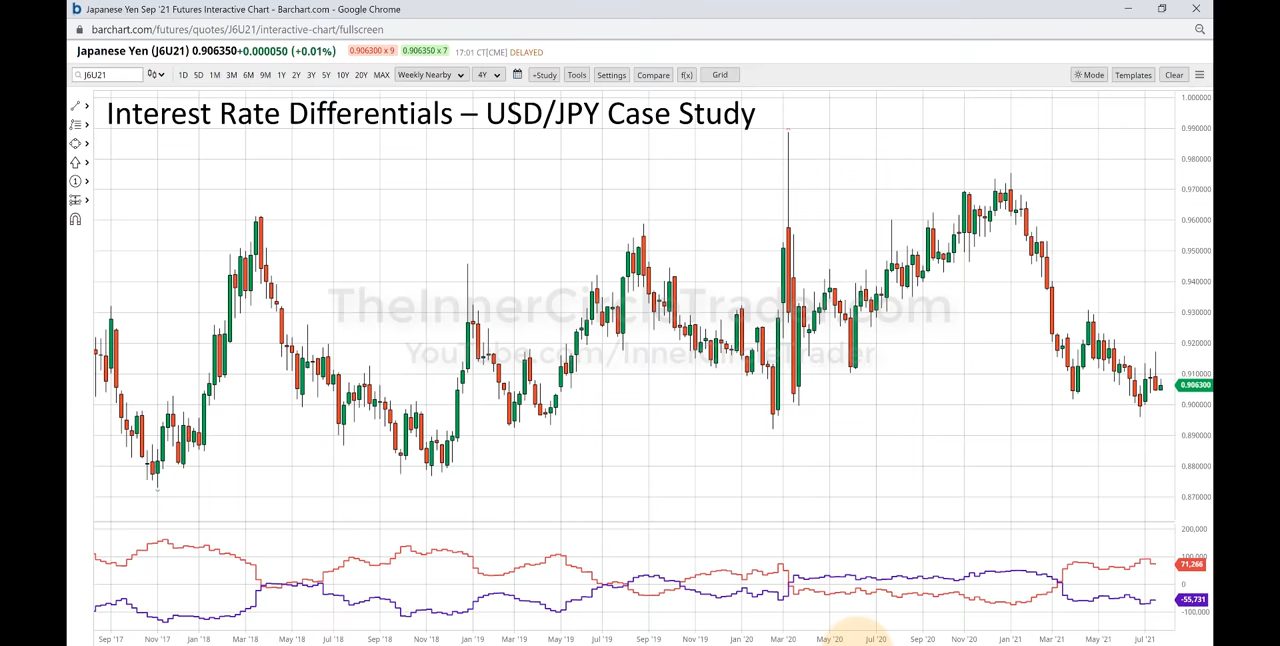 Japanese Yen Sep '21 Futures Interactive Chart - Barchart.com - Google Chrome
barchart.com/futures/quotes/J6U21/interactive-chart/fullscreen
Japanese Yen (J6U21) 0.906350+0.000050 (+0.01%) 0.906300 x 9 0.906350 x 7 17:01 CT[CME] DELAYED
J6U21 1D 5D 1M 3M 6M 9M 1Y 2Y 3Y 5Y 10Y 20Y MAX Weekly Nearby 4Y +Study Tools Settings Compare f(x) Grid Mode Templates Clear
Interest Rate Differentials – USD/JPY Case Study
1.000000
0.990000
0.980000
0.970000
0.960000
0.950000
0.940000
0.930000
0.920000
0.910000
0.906300
0.900000
0.890000
0.880000
0.870000
TheInnerCircleTrader.com
YouTube.com/InnerCircleTrader
200,000
100,000
71,266
0
-55,731
-100,000
Sep '17 Nov '17 Jan '18 Mar '18 May '18 Jul '18 Sep '18 Nov '18 Jan '19 Mar '19 May '19 Jul '19 Sep '19 Nov '19 Jan '20 Mar '20 May '20 Jul '20 Sep '20 Nov '20 Jan '21 Mar '21 May '21 Jul '21